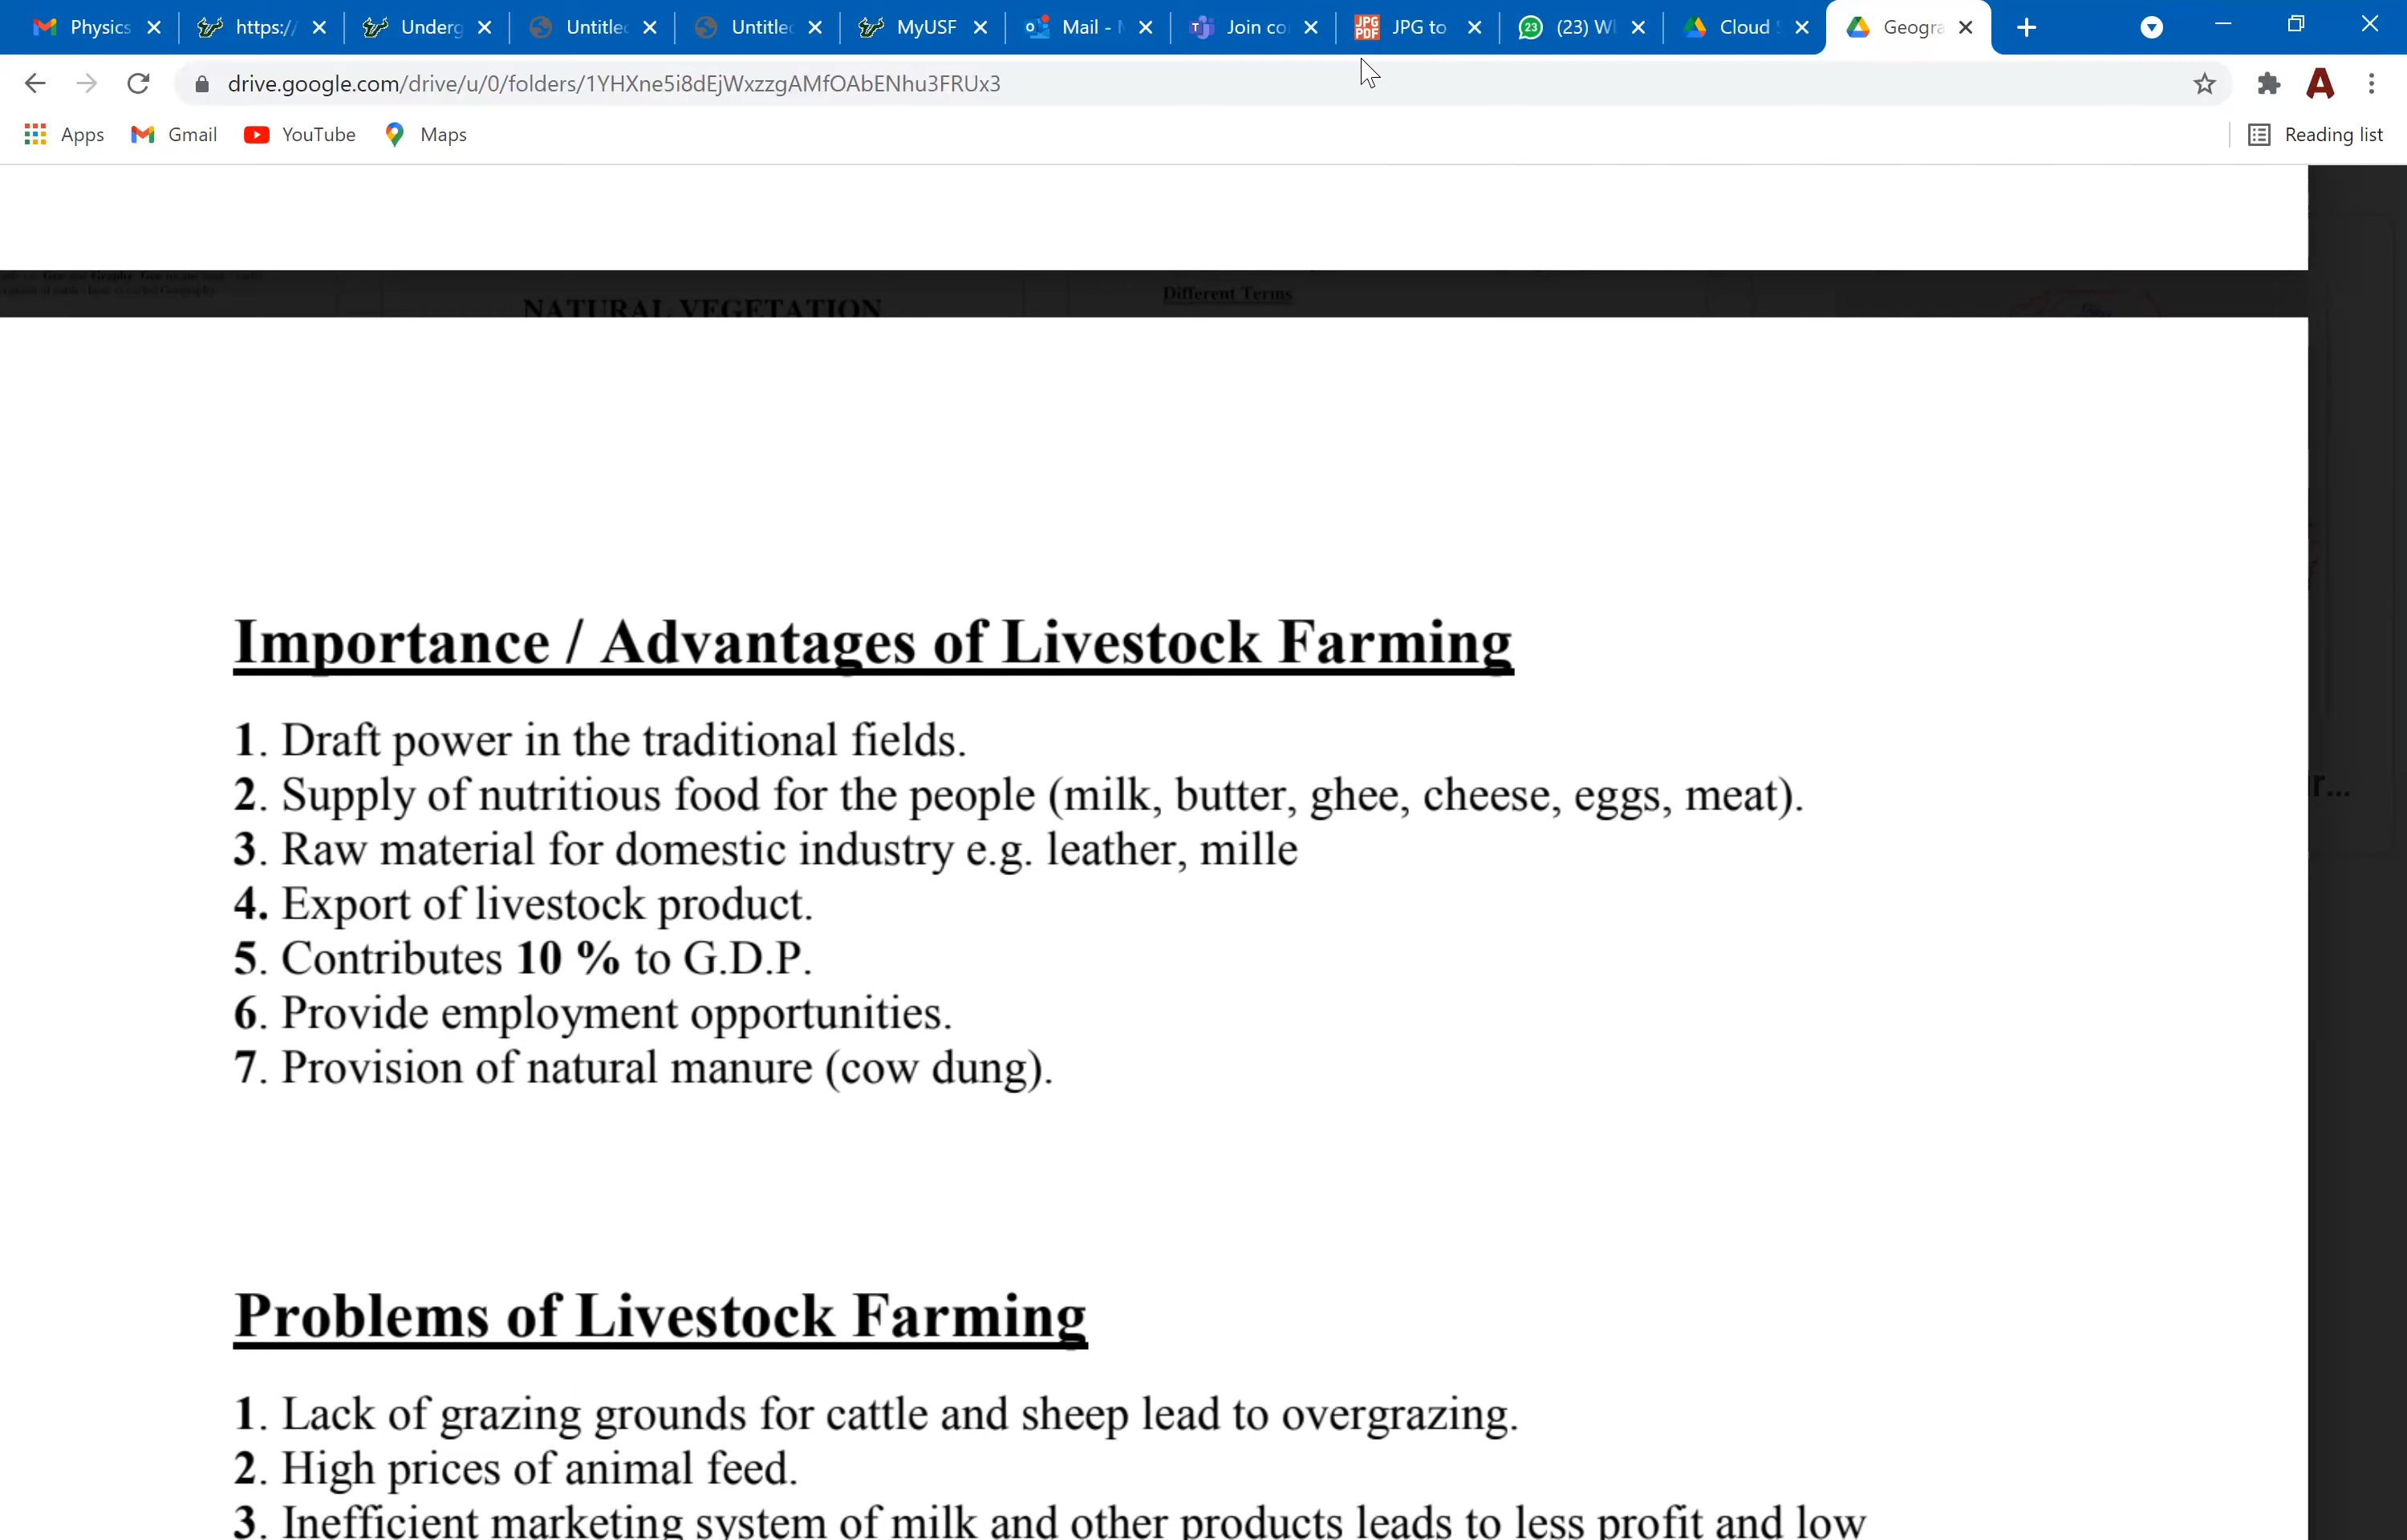 Physics https:/ Underg Untitled Untitled MyUSF Mail - Join co JPG to (23) W Cloud Geogra
drive.google.com/drive/u/0/folders/1YHXne5i8dEjWxzzgAMfOAbENhu3FRUx3
Apps Gmail YouTube Maps Reading list
Different Terms
NATURAL VEGETATION
Importance / Advantages of Livestock Farming
1. Draft power in the traditional fields.
2. Supply of nutritious food for the people (milk, butter, ghee, cheese, eggs, meat).
3. Raw material for domestic industry e.g. leather, mille
4. Export of livestock product.
5. Contributes 10 % to G.D.P.
6. Provide employment opportunities.
7. Provision of natural manure (cow dung).
Problems of Livestock Farming
1. Lack of grazing grounds for cattle and sheep lead to overgrazing.
2. High prices of animal feed.
3. Inefficient marketing system of milk and other products leads to less profit and low